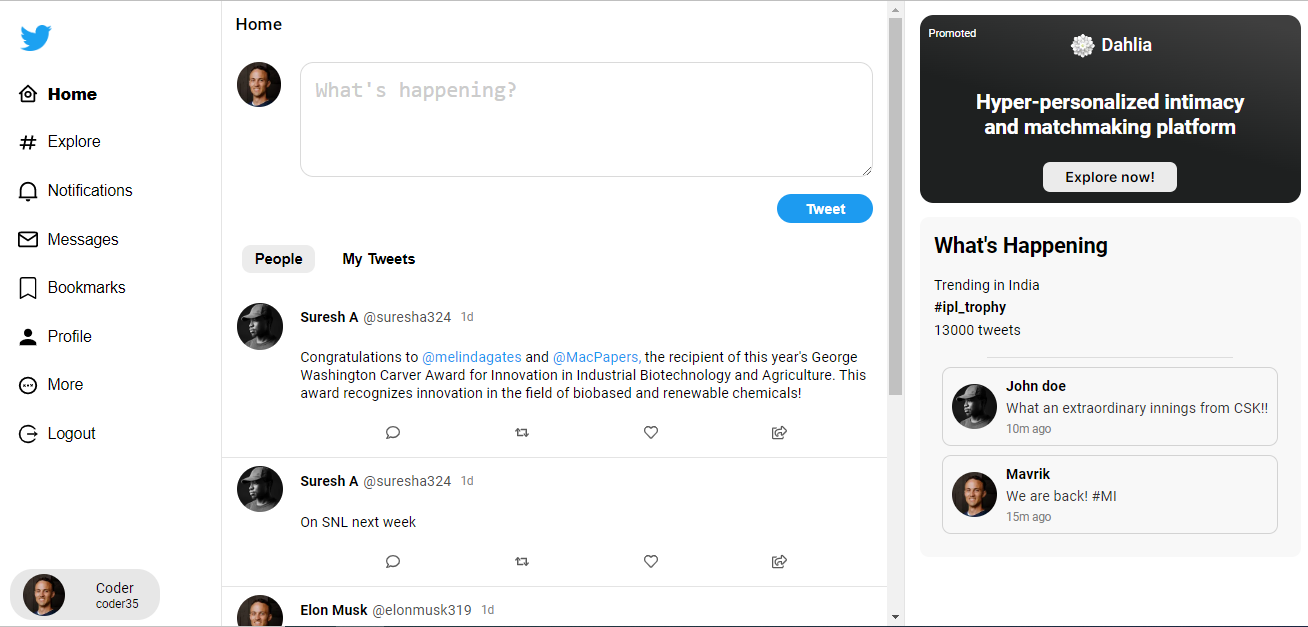 Home
Explore
Notifications
Messages
Bookmarks
Profile
More
Logout
Coder
coder35
Home
What's happening?
Tweet
People My Tweets
Suresh A @suresha324 1d
Congratulations to @melindagates and @MacPapers, the recipient of this year's George
Washington Carver Award for Innovation in Industrial Biotechnology and Agriculture. This
award recognizes innovation in the field of biobased and renewable chemicals!
Suresh A @suresha324 1d
On SNL next week
Elon Musk @elonmusk319 1d
Promoted
Dahlia
Hyper-personalized intimacy
and matchmaking platform
Explore now!
What's Happening
Trending in India
#ipl_trophy
13000 tweets
John doe
What an extraordinary innings from CSK!!
10m ago
Mavrik
We are back! #MI
15m ago